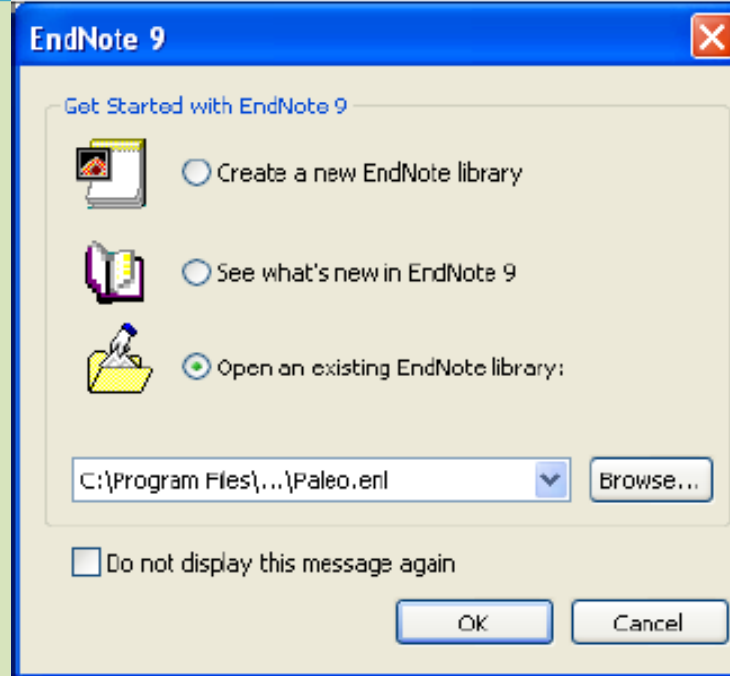 EndNote 9
Get Started with EndNote 9
Create a new EndNote library
See what's new in EndNote 9
Open an existing EndNote library:
C:\Program Files\...\Paleo.enl
Browse...
Do not display this message again
OK Cancel